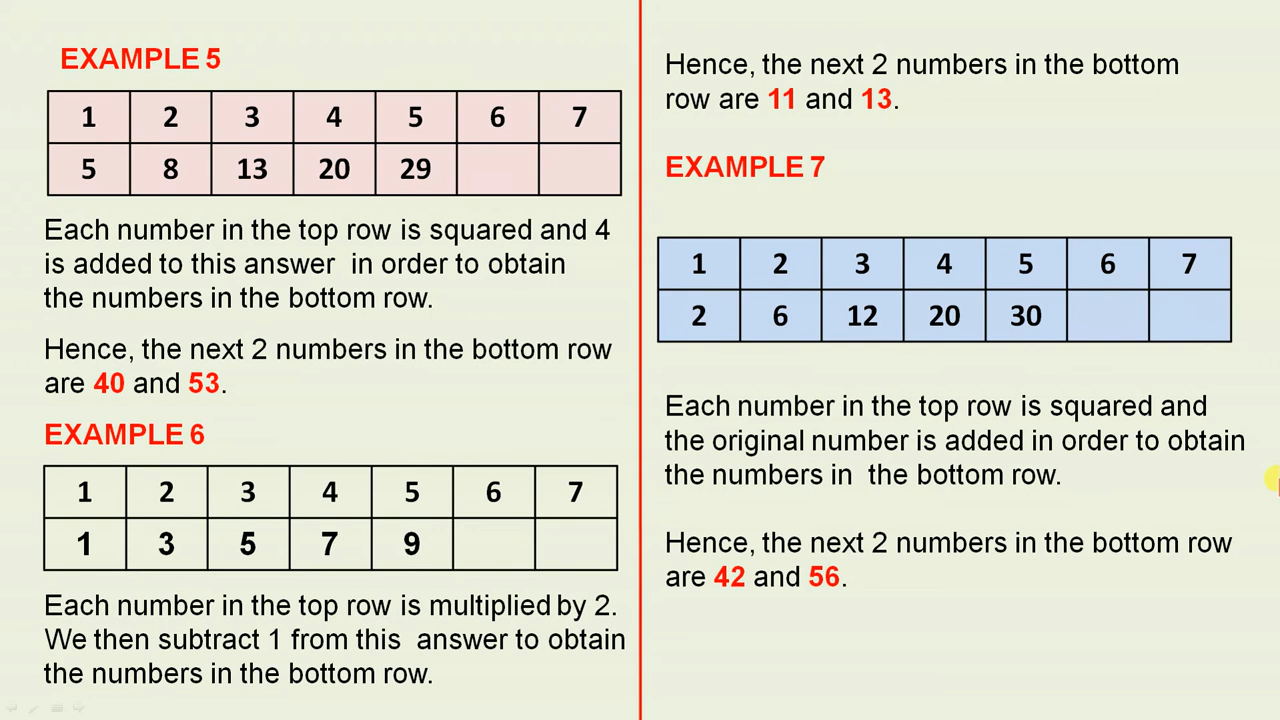 EXAMPLE 5
1 2 3 4 5 6 7
5 8 13 20 29
Each number in the top row is squared and 4
is added to this answer in order to obtain
the numbers in the bottom row.
Hence, the next 2 numbers in the bottom row
are 40 and 53.
EXAMPLE 6
1 2 3 4 5 6 7
1 3 5 7 9
Each number in the top row is multiplied by 2.
We then subtract 1 from this answer to obtain
the numbers in the bottom row.
Hence, the next 2 numbers in the bottom
row are 11 and 13.
EXAMPLE 7
1 2 3 4 5 6 7
2 6 12 20 30
Each number in the top row is squared and
the original number is added in order to obtain
the numbers in the bottom row.
Hence, the next 2 numbers in the bottom row
are 42 and 56.